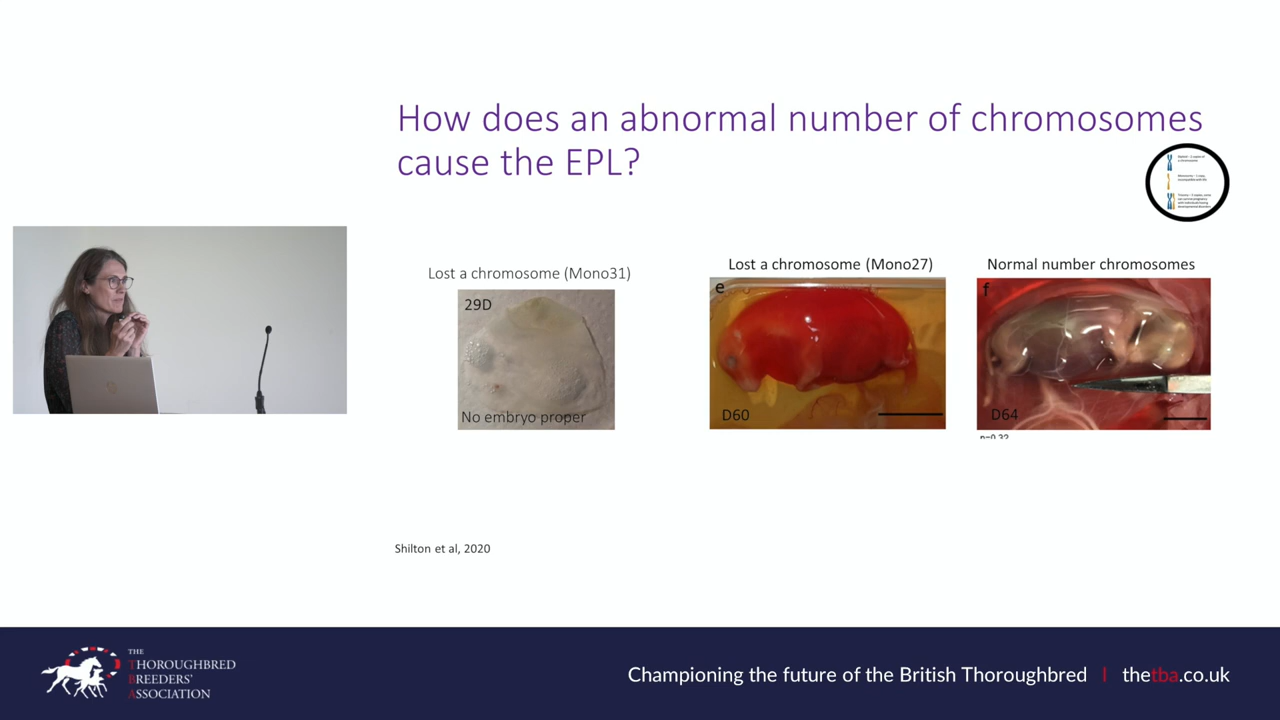 How does an abnormal number of chromosomes
cause the EPL?
Lost a chromosome (Mono31)
29D
No embryo proper
Lost a chromosome (Mono27)
e
D60
Normal number chromosomes
f
D64
Shilton et al, 2020
THE
THOROUGHBRED
BREEDERS'
ASSOCIATION
Championing the future of the British Thoroughbred | thetba.co.uk